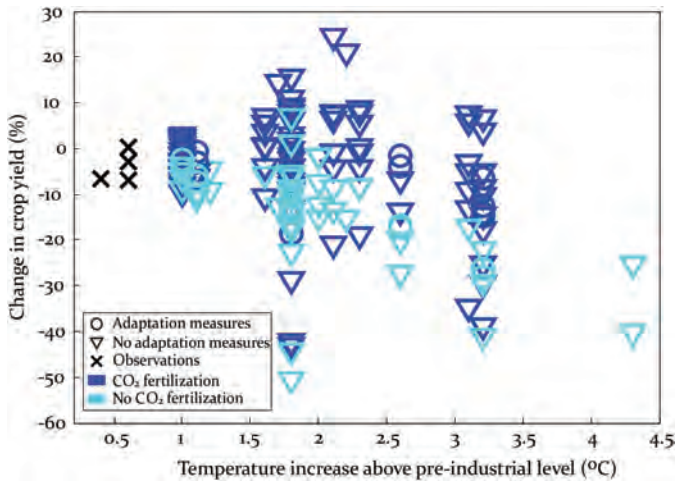 30
20
10
0
-10
-20
-30
-40
-50
-60
Change in crop yield (%)
Adaptation measures
No adaptation measures
Observations
CO₂ fertilization
No CO₂ fertilization
0.5 1 1.5 2 2.5 3 3.5 4 4.5
Temperature increase above pre-industrial level (ºC)